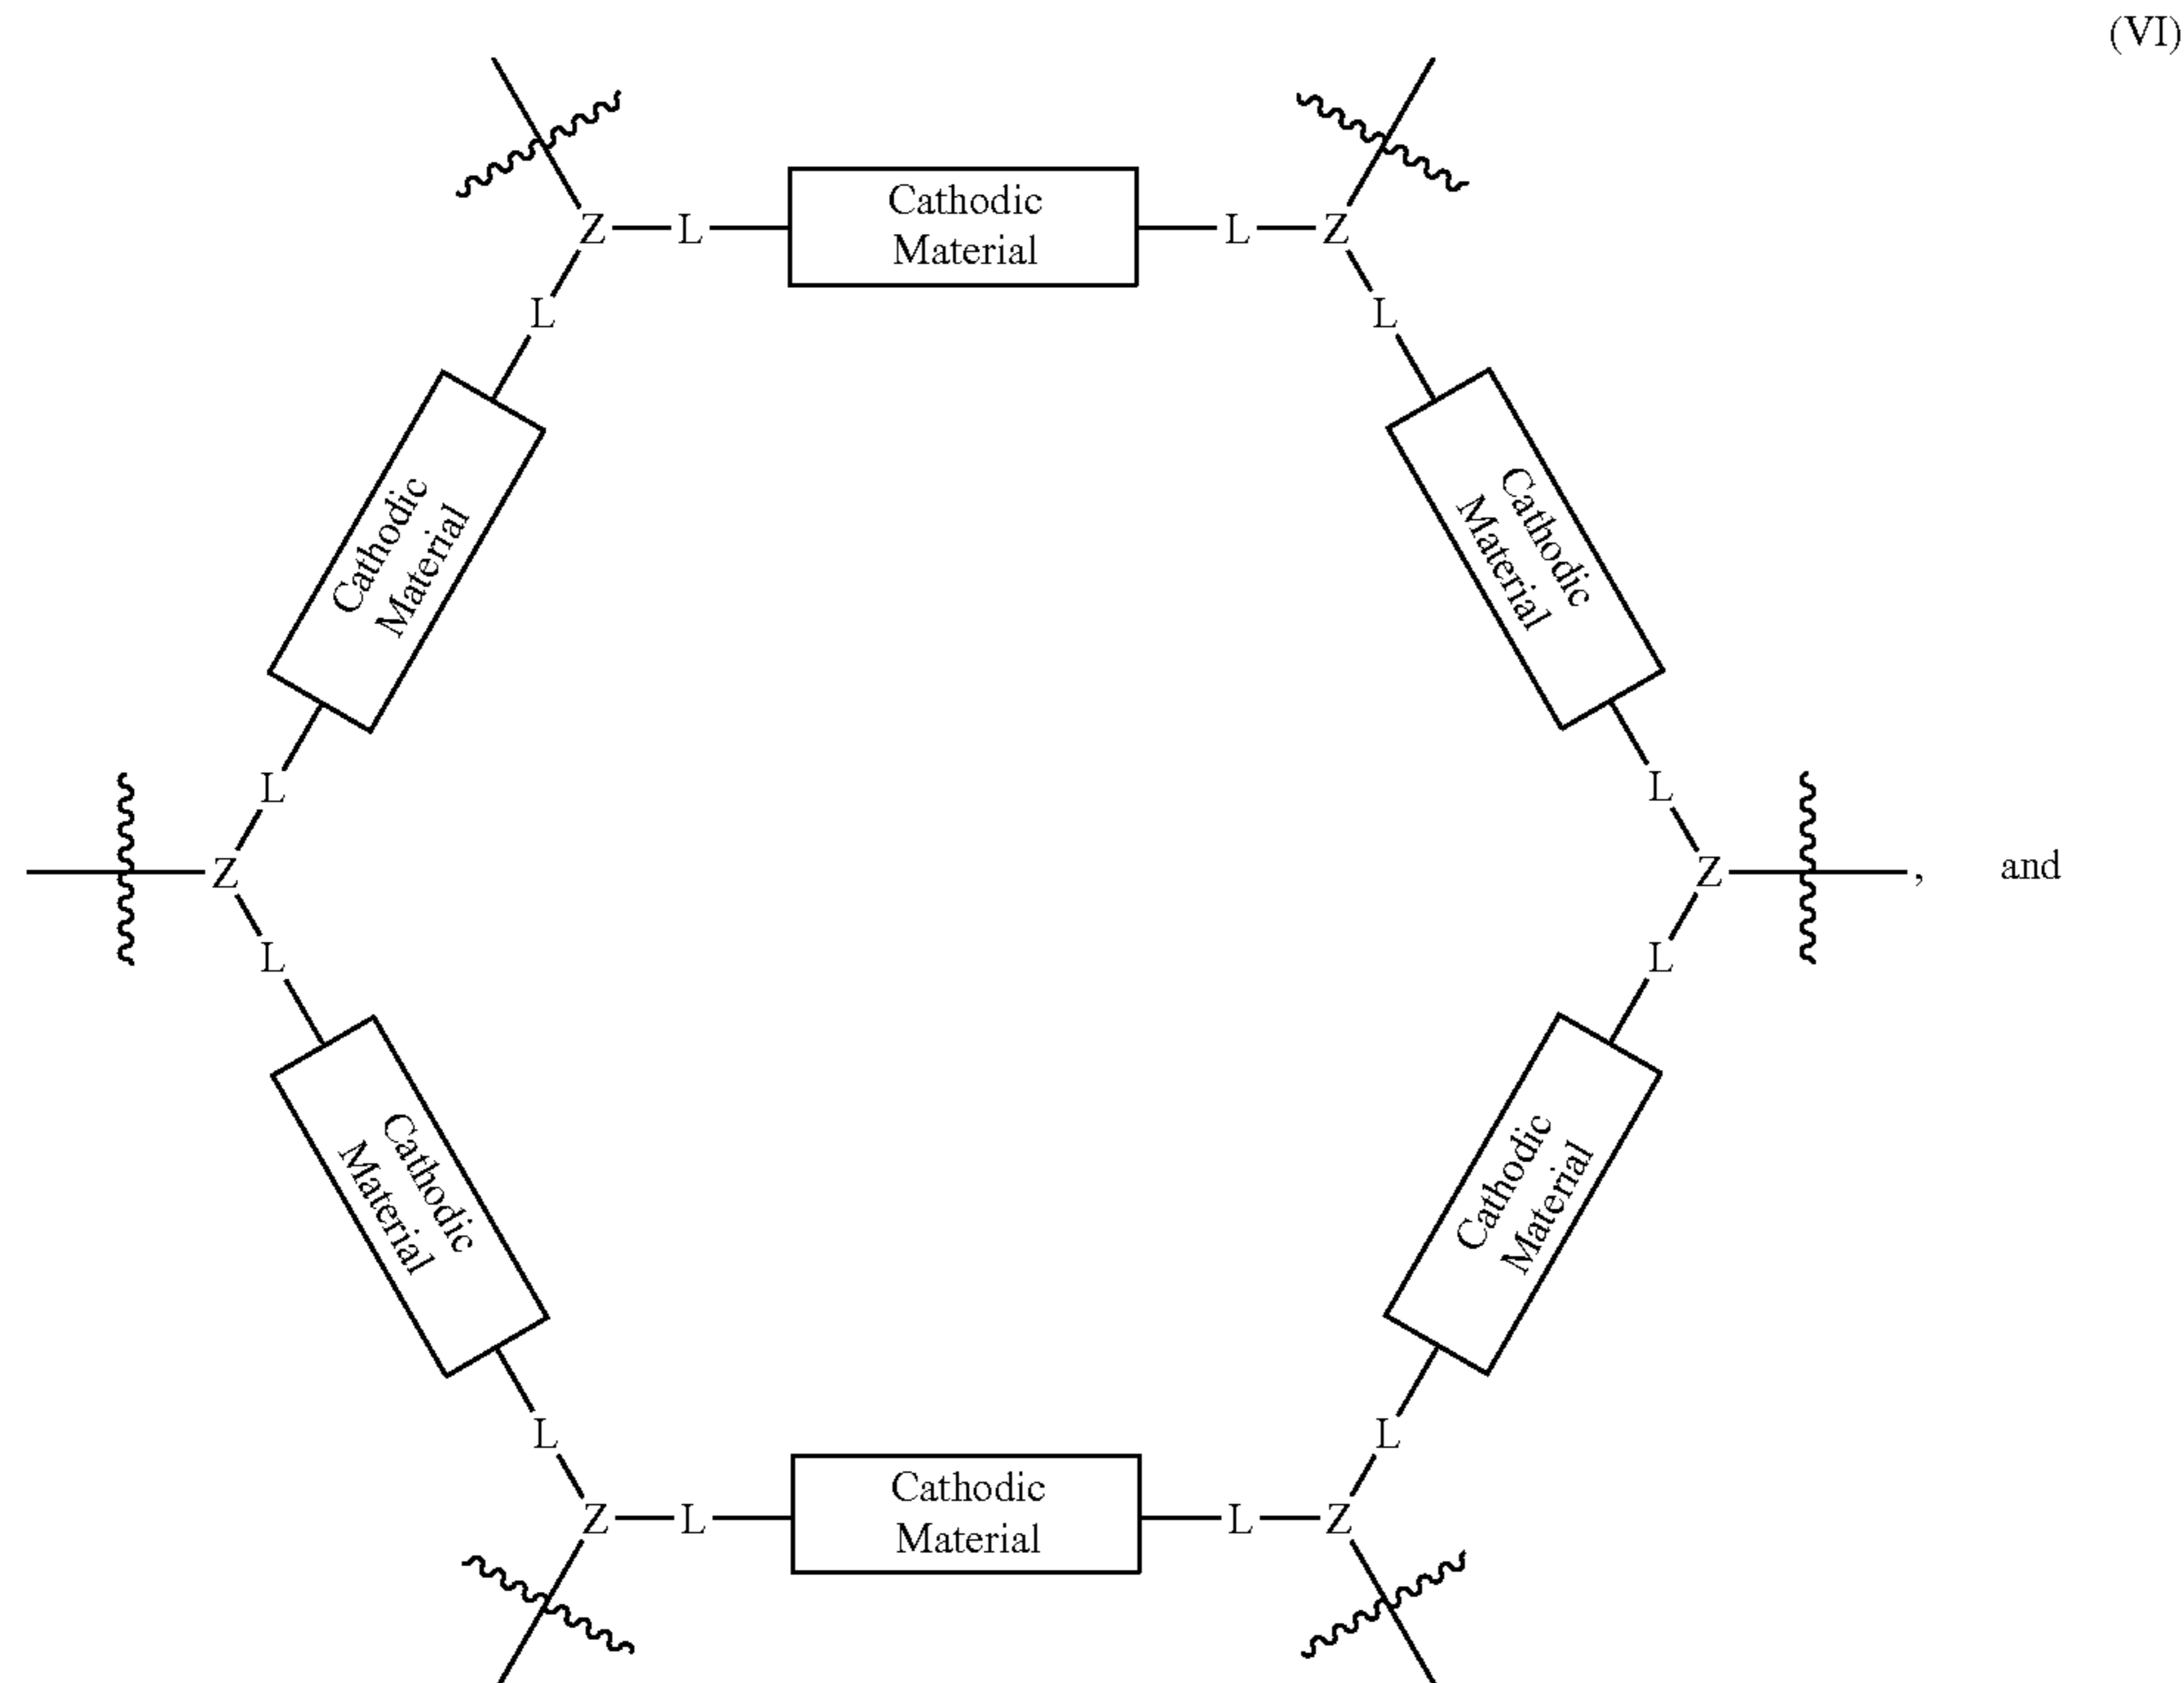 (VI)
Z—L—
Cathodic
Material
—L—Z
L
L
Cathodic
Material
Cathodic
Material
L
L
Z
Z
, and
L
L
Cathodic
Material
Cathodic
Material
L
L
Z—L—
Cathodic
Material
—L—Z